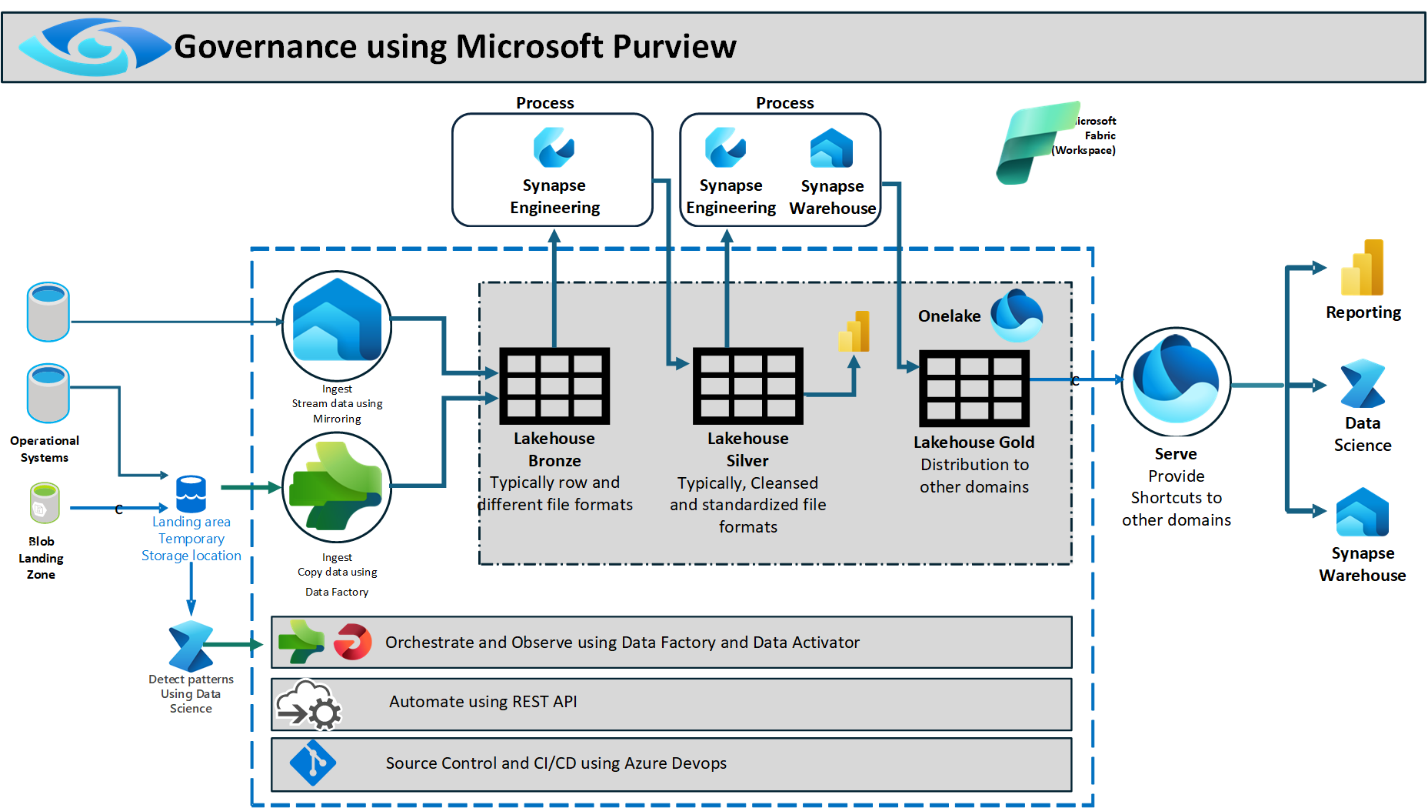 Governance using Microsoft Purview
Process
Synapse
Engineering
Process
Synapse
Engineering
Synapse
Warehouse
icrosoft
Fabric
(Workspace)
Operational
Systems
Blob
Landing
Zone
C
Landing area
Temporary
Storage location
Detect patterns
Using Data
Science
Ingest
Stream data using
Mirroring
Ingest
Copy data using
Data Factory
Lakehouse
Bronze
Typically row and
different file formats
Lakehouse
Silver
Typically, Cleansed
and standardized file
formats
Onelake
Lakehouse Gold
Distribution to
other domains
C
Serve
Provide
Shortcuts to
other domains
Reporting
Data
Science
Synapse
Warehouse
Orchestrate and Observe using Data Factory and Data Activator
Automate using REST API
Source Control and CI/CD using Azure Devops